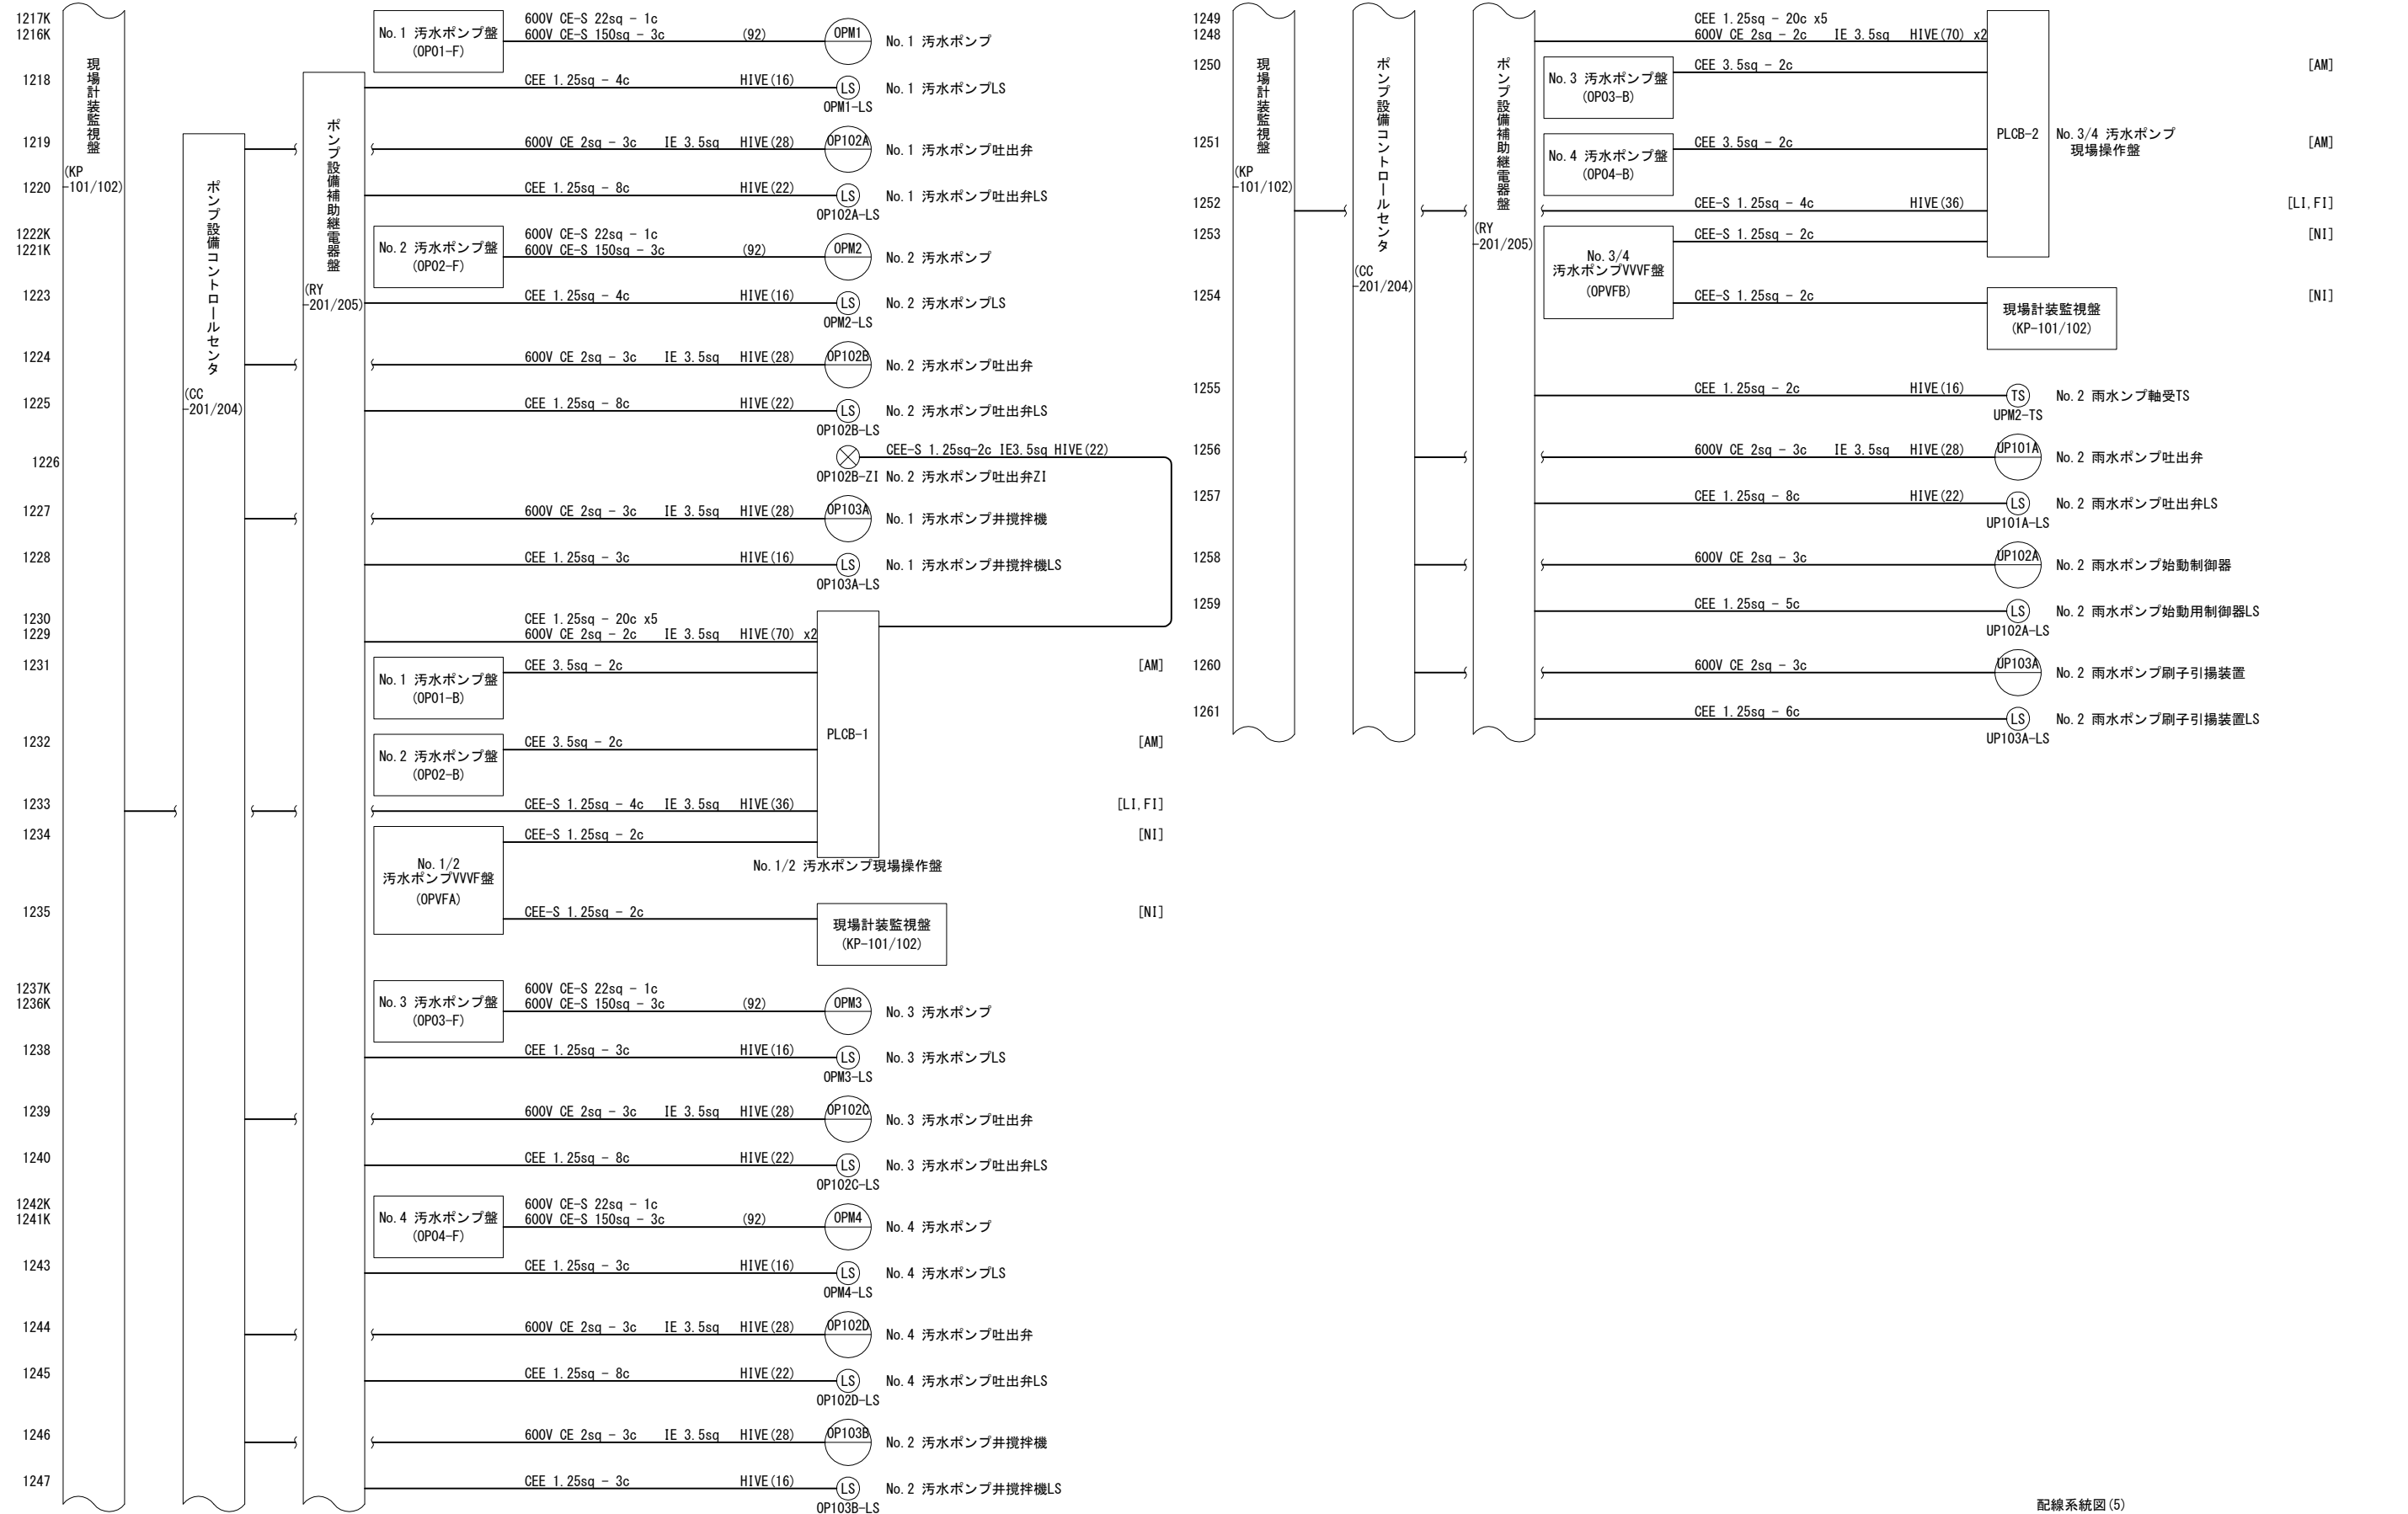 現場計装監視盤
(KP
-101/102)
ポンプ設備コントロールセンタ
(CC
-201/204)
ポンプ設備補助継電器盤
(RY
-201/205)
1217K
1216K
No.1 汚水ポンプ盤
(OP01-F)
600V CE-S 22sq - 1c
600V CE-S 150sq - 3c (92)
OPM1
No.1 汚水ポンプ
1218
CEE 1.25sq - 4c HIVE(16)
LS
No.1 汚水ポンプLS
OPM1-LS
1219
600V CE 2sq - 3c IE 3.5sq HIVE(28)
OP102A
No.1 汚水ポンプ吐出弁
1220
CEE 1.25sq - 8c HIVE(22)
LS
No.1 汚水ポンプ吐出弁LS
OP102A-LS
1222K
1221K
No.2 汚水ポンプ盤
(OP02-F)
600V CE-S 22sq - 1c
600V CE-S 150sq - 3c (92)
OPM2
No.2 汚水ポンプ
1223
CEE 1.25sq - 4c HIVE(16)
LS
No.2 汚水ポンプLS
OPM2-LS
1224
600V CE 2sq - 3c IE 3.5sq HIVE(28)
OP102B
No.2 汚水ポンプ吐出弁
1225
CEE 1.25sq - 8c HIVE(22)
LS
No.2 汚水ポンプ吐出弁LS
OP102B-LS
1226
CEE-S 1.25sq-2c IE3.5sq HIVE(22)
OP102B-ZI No.2 汚水ポンプ吐出弁ZI
1227
600V CE 2sq - 3c IE 3.5sq HIVE(28)
OP103A
No.1 汚水ポンプ井撹拌機
1228
CEE 1.25sq - 3c HIVE(16)
LS
No.1 汚水ポンプ井撹拌機LS
OP103A-LS
1230
1229
CEE 1.25sq - 20c x5
600V CE 2sq - 2c IE 3.5sq HIVE(70) x2
1231
No.1 汚水ポンプ盤
(OP01-B)
CEE 3.5sq - 2c
[AM]
PLCB-1
1232
No.2 汚水ポンプ盤
(OP02-B)
CEE 3.5sq - 2c
[AM]
1233
CEE-S 1.25sq - 4c IE 3.5sq HIVE(36)
[LI,FI]
1234
CEE-S 1.25sq - 2c
[NI]
No.1/2
汚水ポンプVVVF盤
(OPVFA)
No.1/2 汚水ポンプ現場操作盤
1235
CEE-S 1.25sq - 2c
[NI]
現場計装監視盤
(KP-101/102)
1237K
1236K
No.3 汚水ポンプ盤
(OP03-F)
600V CE-S 22sq - 1c
600V CE-S 150sq - 3c (92)
OPM3
No.3 汚水ポンプ
1238
CEE 1.25sq - 3c HIVE(16)
LS
No.3 汚水ポンプLS
OPM3-LS
1239
600V CE 2sq - 3c IE 3.5sq HIVE(28)
OP102C
No.3 汚水ポンプ吐出弁
1240
CEE 1.25sq - 8c HIVE(22)
LS
No.3 汚水ポンプ吐出弁LS
OP102C-LS
1242K
1241K
No.4 汚水ポンプ盤
(OP04-F)
600V CE-S 22sq - 1c
600V CE-S 150sq - 3c (92)
OPM4
No.4 汚水ポンプ
1243
CEE 1.25sq - 3c HIVE(16)
LS
No.4 汚水ポンプLS
OPM4-LS
1244
600V CE 2sq - 3c IE 3.5sq HIVE(28)
OP102D
No.4 汚水ポンプ吐出弁
1245
CEE 1.25sq - 8c HIVE(22)
LS
No.4 汚水ポンプ吐出弁LS
OP102D-LS
1246
600V CE 2sq - 3c IE 3.5sq HIVE(28)
OP103B
No.2 汚水ポンプ井撹拌機
1247
CEE 1.25sq - 3c HIVE(16)
LS
No.2 汚水ポンプ井撹拌機LS
OP103B-LS
現場計装監視盤
(KP
-101/102)
ポンプ設備コントロールセンタ
(CC
-201/204)
ポンプ設備補助継電器盤
(RY
-201/205)
1249
1248
CEE 1.25sq - 20c x5
600V CE 2sq - 2c IE 3.5sq HIVE(70) x2
1250
No.3 汚水ポンプ盤
(OP03-B)
CEE 3.5sq - 2c
[AM]
PLCB-2
No.3/4 汚水ポンプ
現場操作盤
1251
No.4 汚水ポンプ盤
(OP04-B)
CEE 3.5sq - 2c
[AM]
1252
CEE-S 1.25sq - 4c HIVE(36)
[LI,FI]
1253
CEE-S 1.25sq - 2c
[NI]
No.3/4
汚水ポンプVVVF盤
(OPVFB)
1254
CEE-S 1.25sq - 2c
[NI]
現場計装監視盤
(KP-101/102)
1255
CEE 1.25sq - 2c HIVE(16)
TS
No.2 雨水ンプ軸受TS
UPM2-TS
1256
600V CE 2sq - 3c IE 3.5sq HIVE(28)
UP101A
No.2 雨水ポンプ吐出弁
1257
CEE 1.25sq - 8c HIVE(22)
LS
No.2 雨水ポンプ吐出弁LS
UP101A-LS
1258
600V CE 2sq - 3c
UP102A
No.2 雨水ポンプ始動制御器
1259
CEE 1.25sq - 5c
LS
No.2 雨水ポンプ始動用制御器LS
UP102A-LS
1260
600V CE 2sq - 3c
UP103A
No.2 雨水ポンプ刷子引揚装置
1261
CEE 1.25sq - 6c
LS
No.2 雨水ポンプ刷子引揚装置LS
UP103A-LS
配線系統図(5)